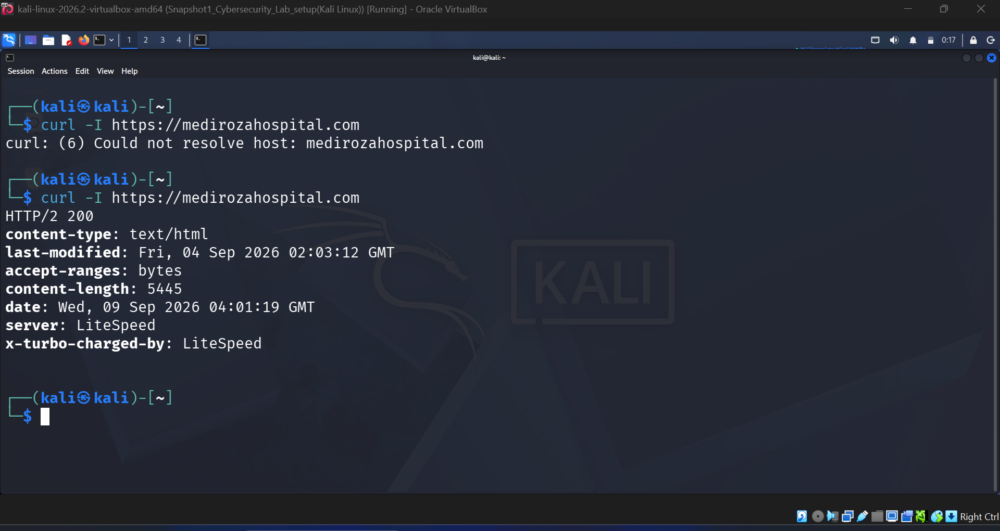 kali-linux-2026.2-virtualbox-amd64 (Snapshot1_Cybersecurity_Lab_setup(Kali Linux)) [Running] - Oracle VirtualBox
1 2 3 4
0:17
kali@kali: ~
Session Actions Edit View Help
Home
┌──(kali㉿kali)-[~]
└─$ curl -I https://medirozahospital.com
curl: (6) Could not resolve host: medirozahospital.com
┌──(kali㉿kali)-[~]
└─$ curl -I https://medirozahospital.com
HTTP/2 200
content-type: text/html
last-modified: Fri, 04 Sep 2026 02:03:12 GMT
accept-ranges: bytes
content-length: 5445
date: Wed, 09 Sep 2026 04:01:19 GMT
server: LiteSpeed
x-turbo-charged-by: LiteSpeed
KALI
┌──(kali㉿kali)-[~]
└─$
Right Ctrl